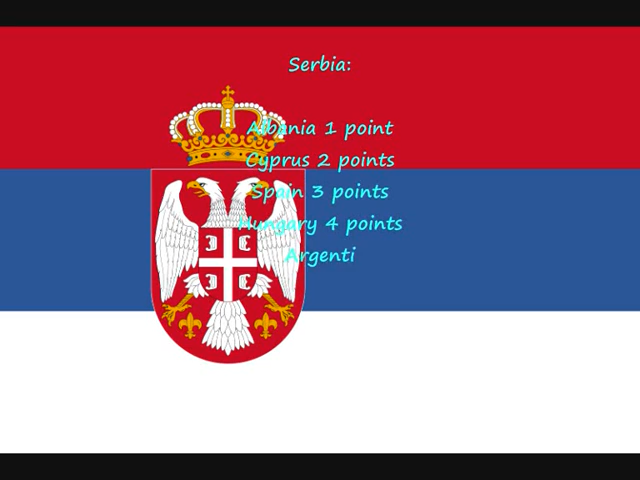 Serbia:
Albania 1 point
Cyprus 2 points
Spain 3 points
Hungary 4 points
Argenti